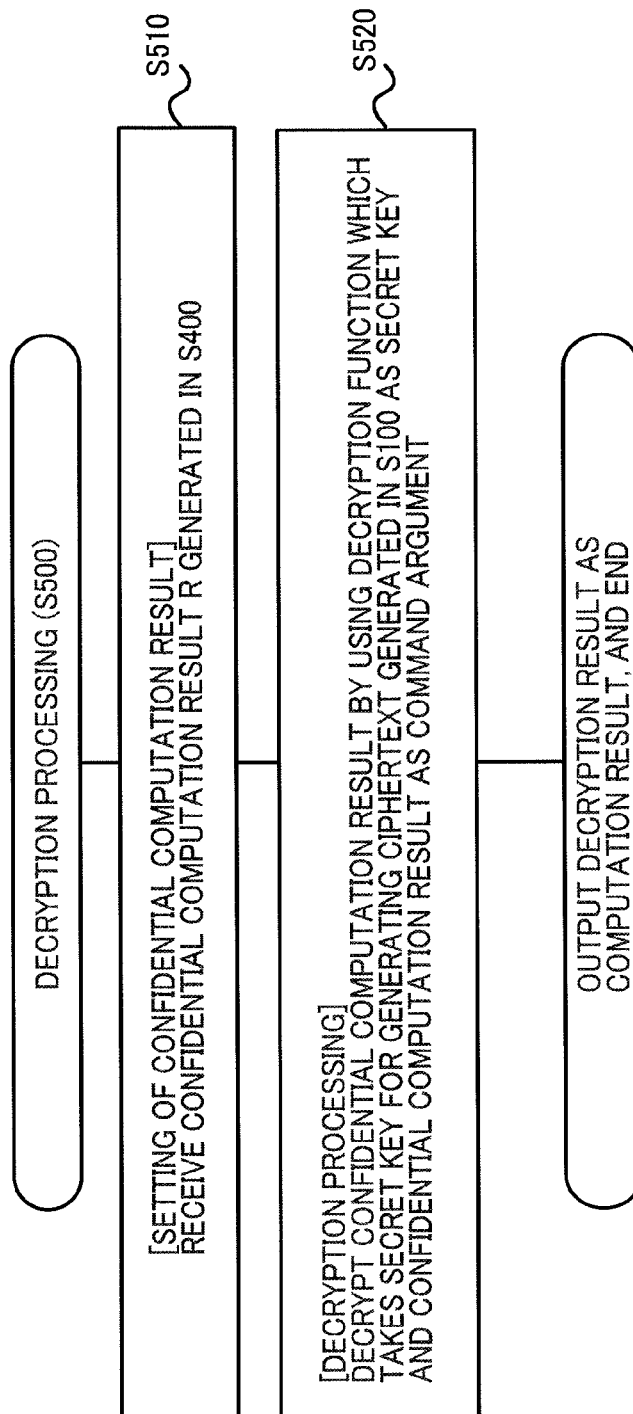 DECRYPTION PROCESSING (S500)
S510
[SETTING OF CONFIDENTIAL COMPUTATION RESULT]
RECEIVE CONFIDENTIAL COMPUTATION RESULT R GENERATED IN S400
S520
[DECRYPTION PROCESSING]
DECRYPT CONFIDENTIAL COMPUTATION RESULT BY USING DECRYPTION FUNCTION WHICH
TAKES SECRET KEY FOR GENERATING CIPHERTEXT GENERATED IN S100 AS SECRET KEY
AND CONFIDENTIAL COMPUTATION RESULT AS COMMAND ARGUMENT
OUTPUT DECRYPTION RESULT AS
COMPUTATION RESULT, AND END